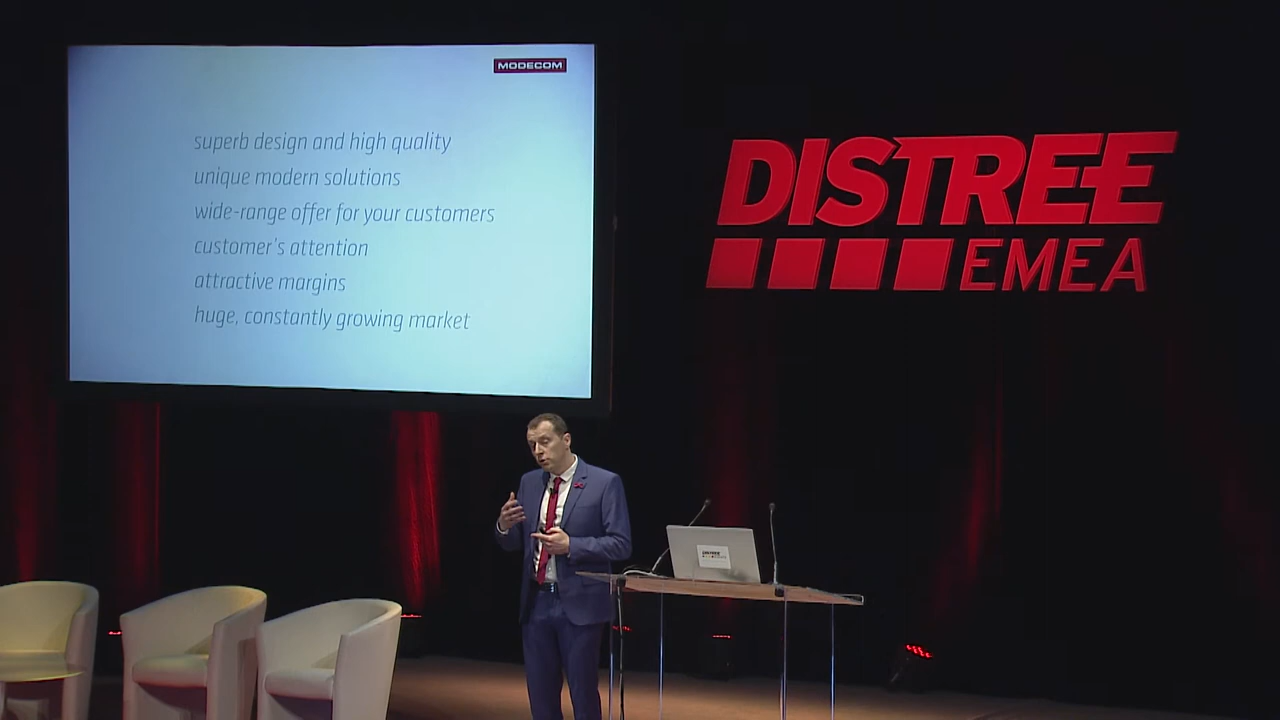 MODECOM
superb design and high quality
unique modern solutions
wide-range offer for your customers
customer's attention
attractive margins
huge, constantly growing market
DISTREE
EMEA
DISTREE